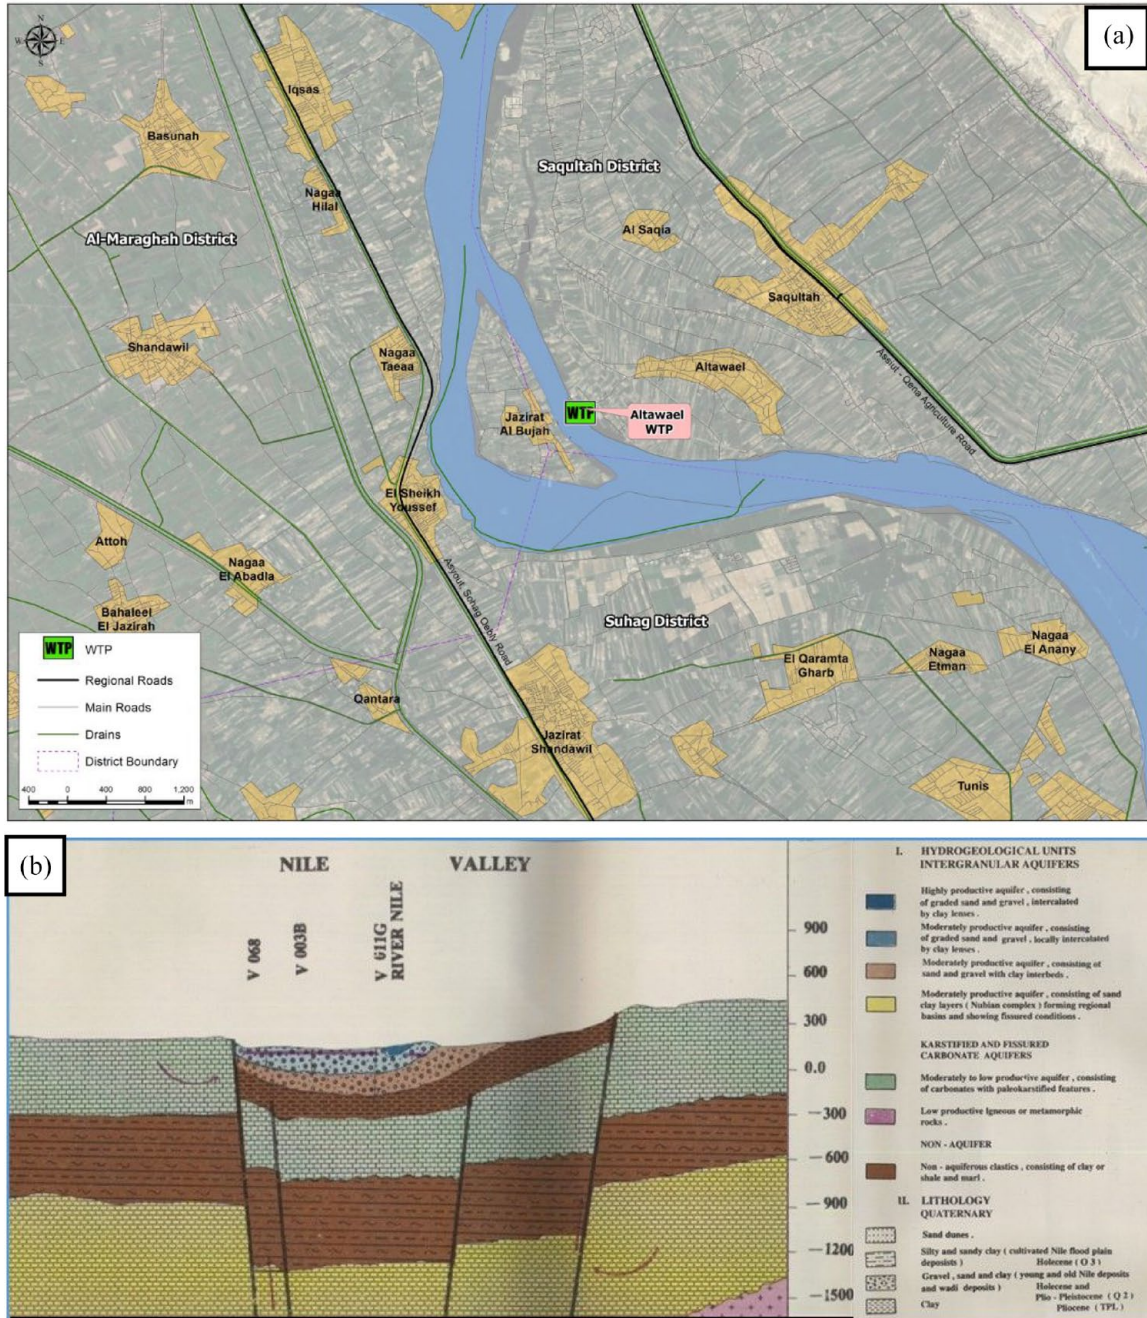 (a)
N
W
E
S
Iqsas
Basunah
Saqultah District
Nagaa
Hilal
Al-Maraghah District
Al Saqia
Saqultah
Shandawil
Nagaa
Taeaa
Altawael
Assiut - Qena Agriculture Road
Jazirat
Al Bujah
WTP
Altawael
WTP
El Sheikh
Youssef
Attoh
Nagaa
El Abadla
Asyout, Sohag Qebly Road
Bahaleel
El Jazirah
Suhag District
Nagaa
El Anany
El Qaramta
Gharb
Nagaa
Etman
Qantara
Jazirat
Shandawil
Tunis
WTP WTP
Regional Roads
Main Roads
Drains
District Boundary
400 0 400 800 1,200
m
(b)
NILE VALLEY
V 068
V 003B
V 611G
RIVER NILE
900
600
300
0.0
-300
-600
-900
-1200
-1500
I. HYDROGEOLOGICAL UNITS
INTERGRANULAR AQUIFERS
Highly productive aquifer, consisting
of graded sand and gravel, intercalated
by clay lenses.
Moderately productive aquifer, consisting
of graded sand and gravel, locally intercalated
by clay lenses.
Moderately productive aquifer, consisting of
sand and gravel with clay interbeds.
Moderately productive aquifer, consisting of sand
clay layers (Nubian complex) forming regional
basins and showing fissured conditions.
KARSTIFIED AND FISSURED
CARBONATE AQUIFERS
Moderately to low productive aquifer, consisting
of carbonates with paleokarstified features.
Low productive Igneous or metamorphic
rocks.
NON - AQUIFER
Non - aquiferous clastics, consisting of clay or
shale and marl.
II. LITHOLOGY
QUATERNARY
Sand dunes.
Silty and sandy clay (cultivated Nile flood plain
deposists) Holecene (O 3)
Gravel, sand and clay (young and old Nile deposits
and wadi deposits) Holecene and
Plio - Pleistocene (Q 2)
Clay Pliocene (TPL)